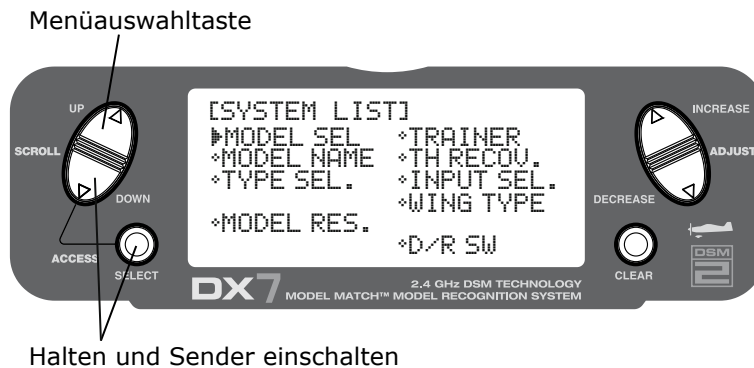 Menüauswahltaste
UP
SCROLL
DOWN
ACCESS
SELECT
[SYSTEM LIST]
MODEL SEL
MODEL NAME
TYPE SEL.
MODEL RES.
TRAINER
TH RECOV.
INPUT SEL.
WING TYPE
D/R SW
INCREASE
ADJUST
DECREASE
CLEAR
DSM
2
DX7
2.4 GHz DSM TECHNOLOGY
MODEL MATCH™ MODEL RECOGNITION SYSTEM
Halten und Sender einschalten